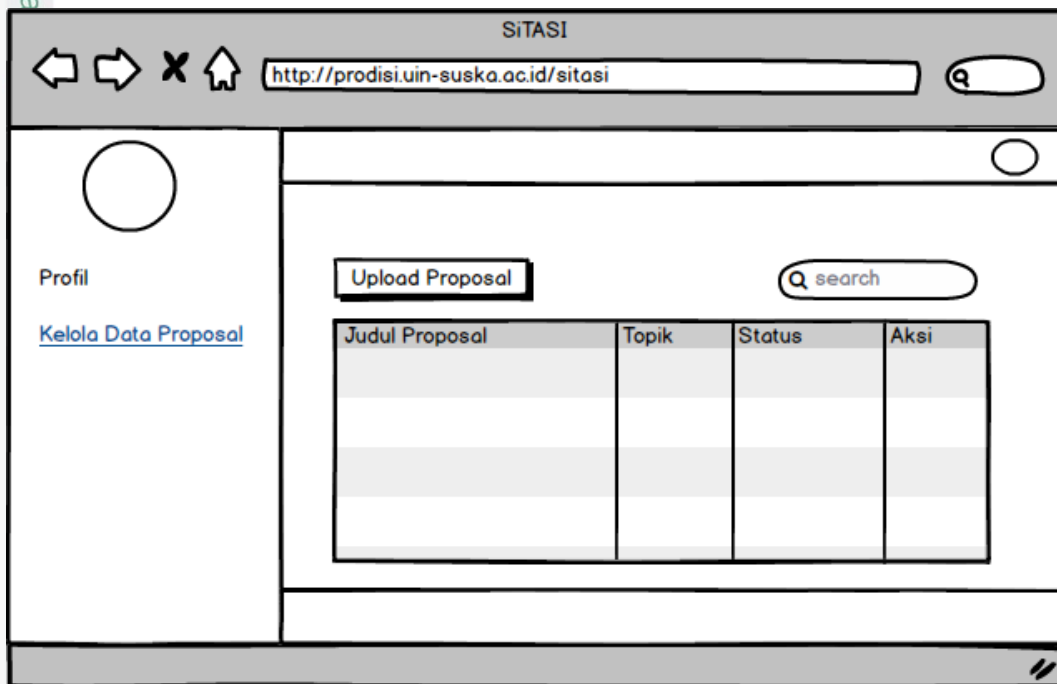 SiTASI
http://prodisi.uin-suska.ac.id/sitasi
Profil
Kelola Data Proposal
Upload Proposal
search
Judul Proposal Topik Status Aksi